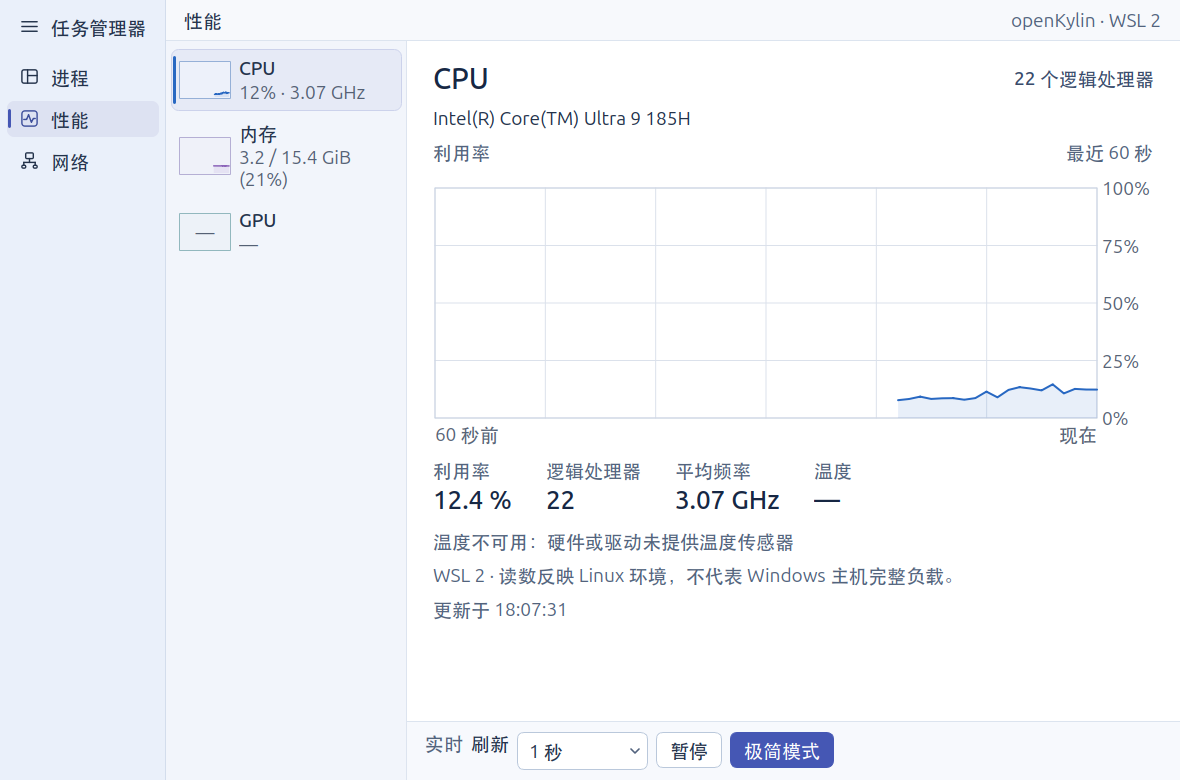 任务管理器
进程
性能
网络
性能
openKylin · WSL 2
CPU
12% · 3.07 GHz
内存
3.2 / 15.4 GiB
(21%)
GPU
—
—
CPU
22 个逻辑处理器
Intel(R) Core(TM) Ultra 9 185H
利用率
最近 60 秒
100%
75%
50%
25%
0%
60 秒前
现在
利用率
12.4 %
逻辑处理器
22
平均频率
3.07 GHz
温度
—
温度不可用：硬件或驱动未提供温度传感器
WSL 2 · 读数反映 Linux 环境，不代表 Windows 主机完整负载。
更新于 18:07:31
实时 刷新
1 秒
暂停
极简模式